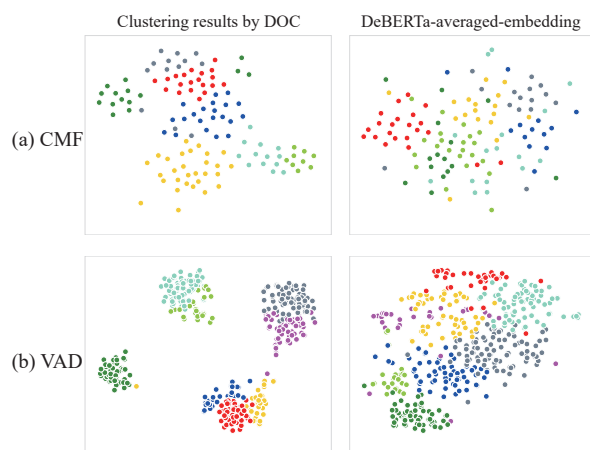 Clustering results by DOC
DeBERTa-averaged-embedding
(a) CMF
(b) VAD